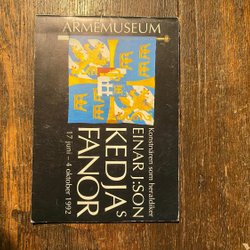 ARMÉMUSEUM
Konstnären som heraldiker
EINAR J:SON
KEDJAS
FANOR
17 juni – 4 oktober 1992